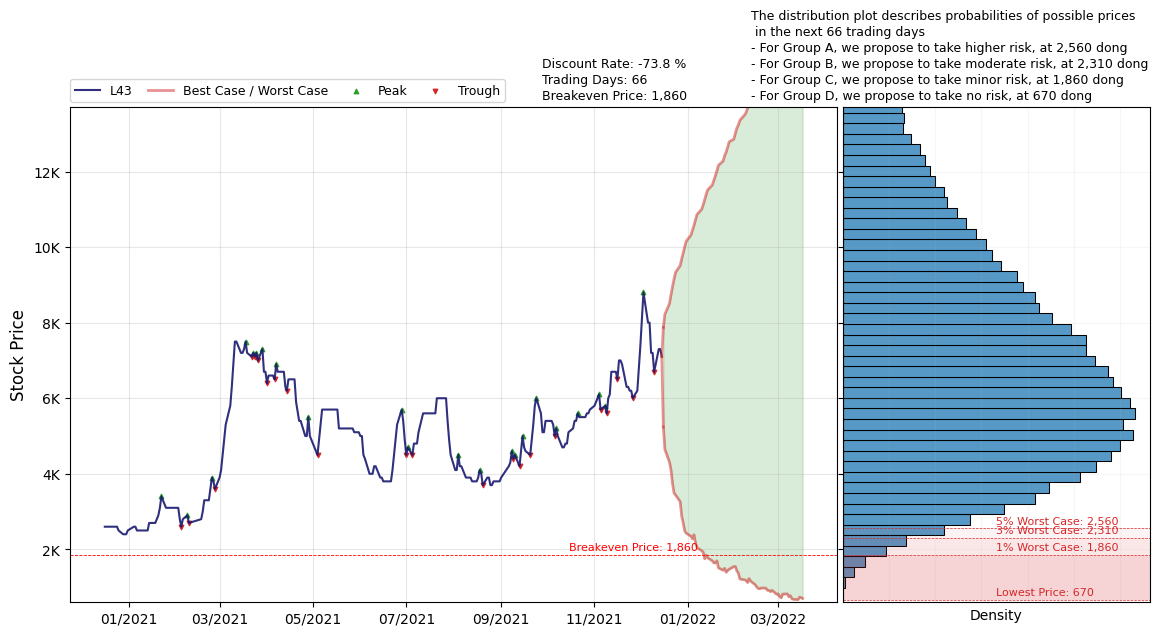 The distribution plot describes probabilities of possible prices
in the next 66 trading days
- For Group A, we propose to take higher risk, at 2,560 dong
- For Group B, we propose to take moderate risk, at 2,310 dong
- For Group C, we propose to take minor risk, at 1,860 dong
- For Group D, we propose to take no risk, at 670 dong
Discount Rate: -73.8 %
Trading Days: 66
Breakeven Price: 1,860
L43 Best Case / Worst Case Peak Trough
Stock Price
12K
10K
8K
6K
4K
2K
Breakeven Price: 1,860
5% Worst Case: 2,560
3% Worst Case: 2,310
1% Worst Case: 1,860
Lowest Price: 670
01/2021 03/2021 05/2021 07/2021 09/2021 11/2021 01/2022 03/2022
Density